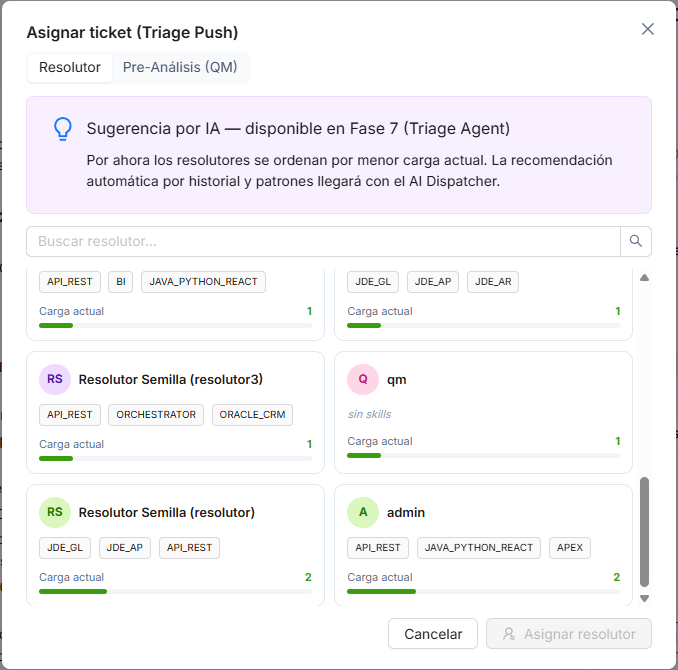 Asignar ticket (Triage Push)
Resolutor Pre-Análisis (QM)
Sugerencia por IA — disponible en Fase 7 (Triage Agent)
Por ahora los resolutores se ordenan por menor carga actual. La recomendación
automática por historial y patrones llegará con el AI Dispatcher.
Buscar resolutor...
API_REST BI JAVA_PYTHON_REACT
Carga actual 1
JDE_GL JDE_AP JDE_AR
Carga actual 1
RS Resolutor Semilla (resolutor3)
API_REST ORCHESTRATOR ORACLE_CRM
Carga actual 1
Q qm
sin skills
Carga actual 1
RS Resolutor Semilla (resolutor)
JDE_GL JDE_AP API_REST
Carga actual 2
A admin
API_REST JAVA_PYTHON_REACT APEX
Carga actual 2
Cancelar Asignar resolutor